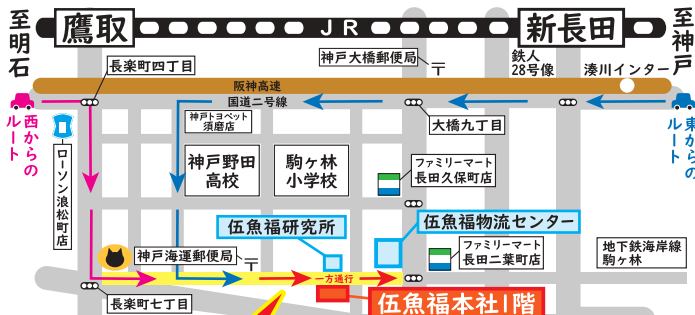 至明石
鷹取
JR
新長田
至神戸
長楽町四丁目
神戸大橋郵便局
〒
鉄人
28号像
湊川インター
阪神高速
国道二号線
西からの
ルート
東からの
ルート
ローソン浪松町店
神戸トヨペット
須磨店
大橋九丁目
神戸野田
高校
駒ヶ林
小学校
ファミリーマート
長田久保町店
伍魚福研究所
伍魚福物流センター
神戸海運郵便局
〒
ファミリーマート
長田二葉町店
地下鉄海岸線
駒ヶ林
一方通行
長楽町七丁目
伍魚福本社1階